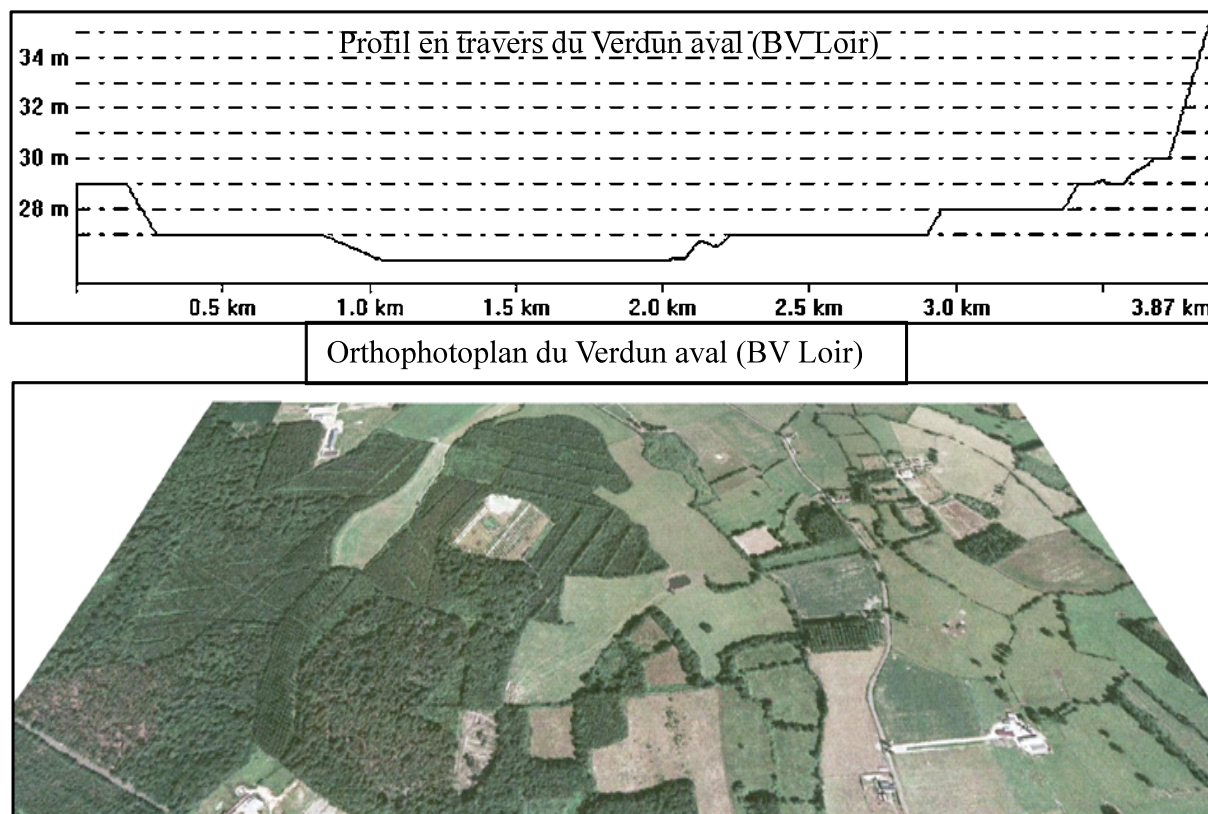 Profil en travers du Verdun aval (BV Loir)
34 m
32 m
30 m
28 m
0.5 km 1.0 km 1.5 km 2.0 km 2.5 km 3.0 km 3.87 km
Orthophotoplan du Verdun aval (BV Loir)